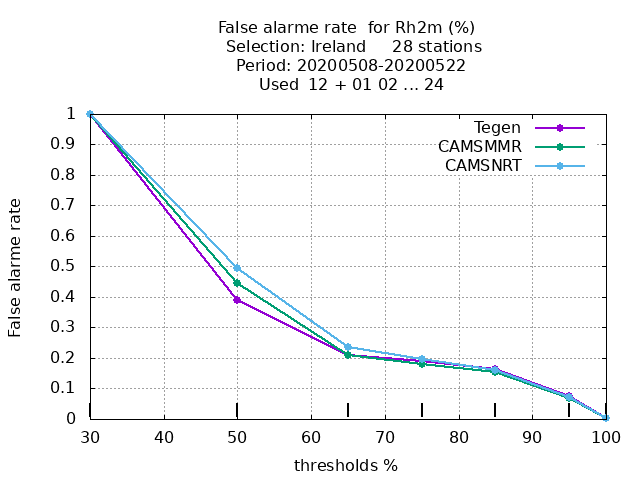 False alarme rate  for Rh2m (%)
Selection: Ireland     28 stations
Period: 20200508-20200522
Used  12 + 01 02 ... 24
Tegen
CAMSMMR
CAMSNRT
1
0.9
0.8
0.7
0.6
0.5
0.4
0.3
0.2
0.1
0
False alarme rate
30 40 50 60 70 80 90 100
thresholds %